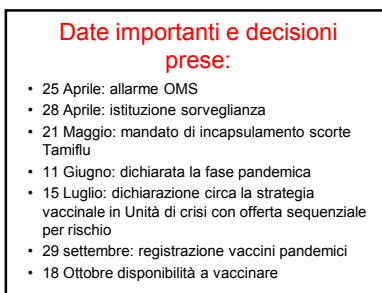 Date importanti e decisioni
prese:
• 25 Aprile: allarme OMS
• 28 Aprile: istituzione sorveglianza
• 21 Maggio: mandato di incapsulamento scorte
Tamiflu
• 11 Giugno: dichiarata la fase pandemica
• 15 Luglio: dichiarazione circa la strategia
vaccinale in Unità di crisi con offerta sequenziale
per rischio
• 29 settembre: registrazione vaccini pandemici
• 18 Ottobre disponibilità a vaccinare